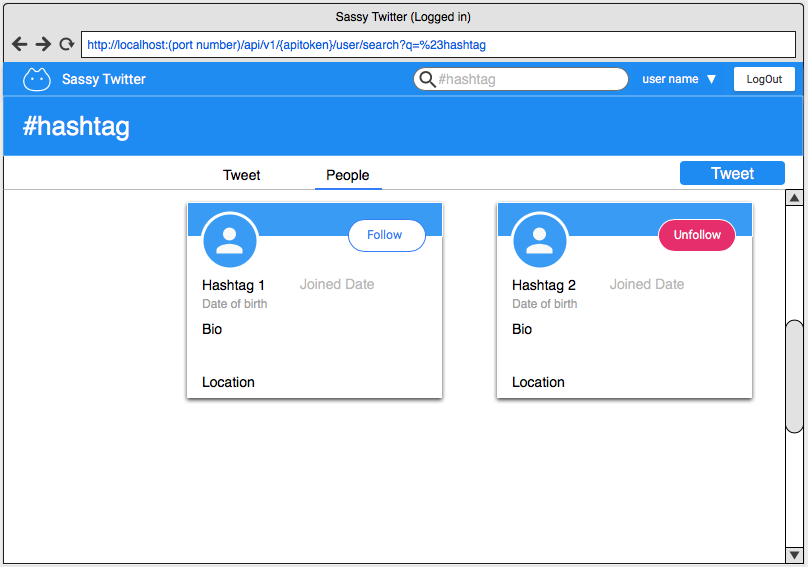 Sassy Twitter (Logged in)
http://localhost:(port number)/api/v1/{apitoken}/user/search?q=%23hashtag
Sassy Twitter #hashtag user name ▼ LogOut
#hashtag
Tweet People Tweet
Follow Unfollow
Hashtag 1 Joined Date Hashtag 2 Joined Date
Date of birth Date of birth
Bio Bio
Location Location